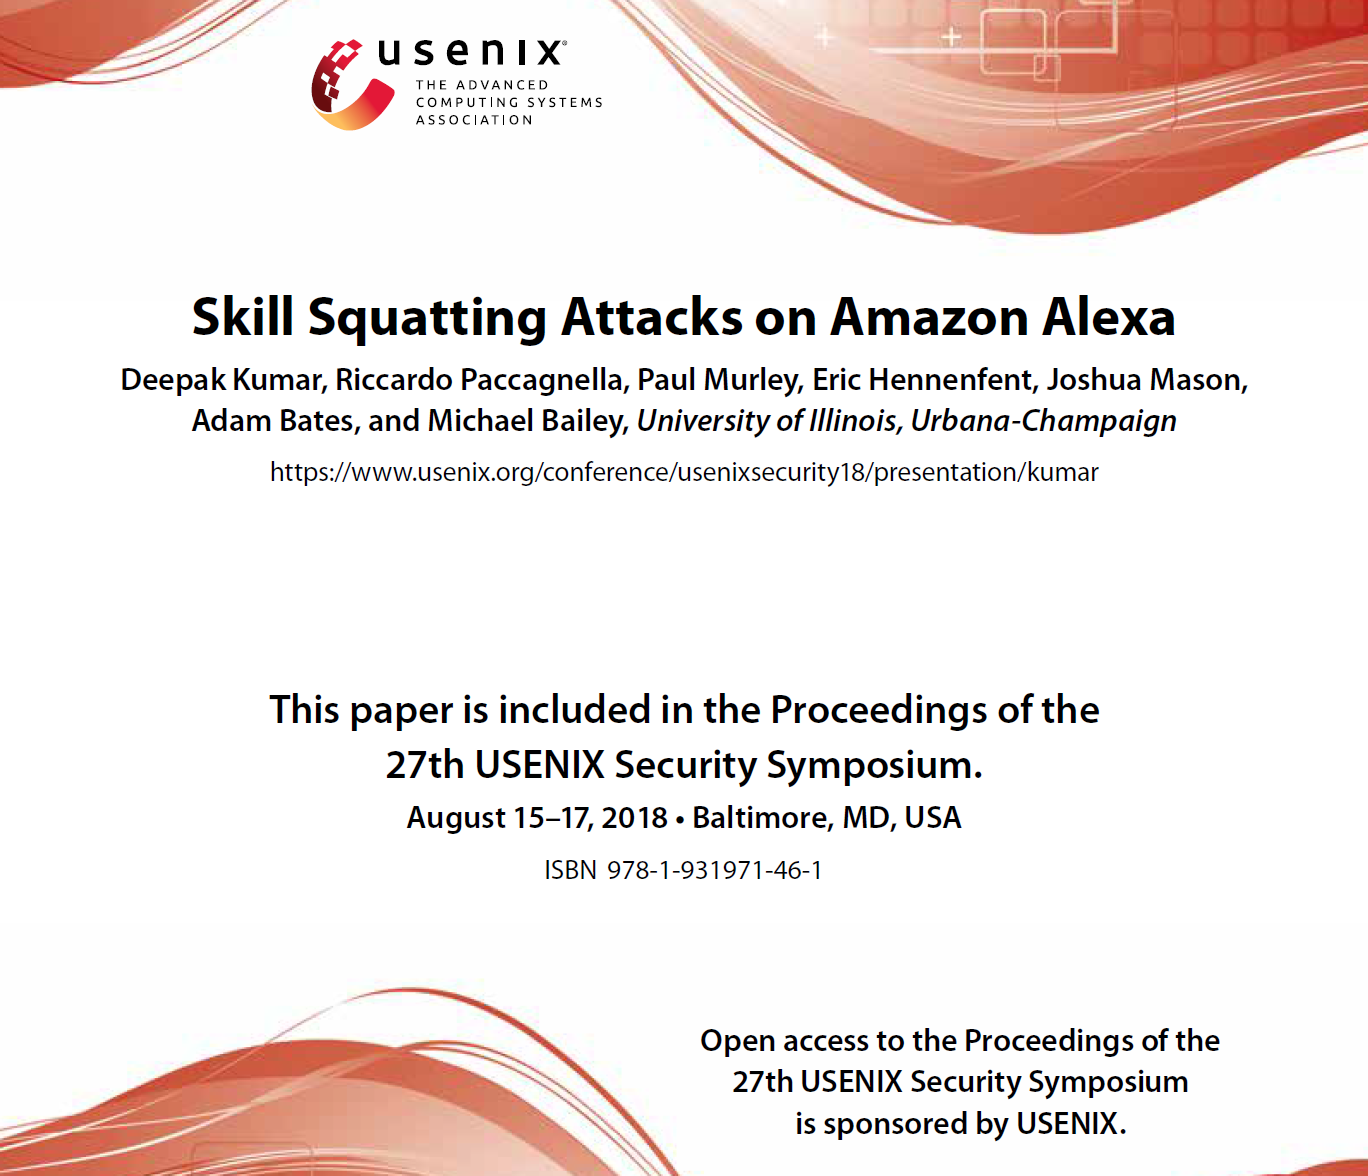 usenix®
THE ADVANCED
COMPUTING SYSTEMS
ASSOCIATION
Skill Squatting Attacks on Amazon Alexa
Deepak Kumar, Riccardo Paccagnella, Paul Murley, Eric Hennenfent, Joshua Mason,
Adam Bates, and Michael Bailey, University of Illinois, Urbana-Champaign
https://www.usenix.org/conference/usenixsecurity18/presentation/kumar
This paper is included in the Proceedings of the
27th USENIX Security Symposium.
August 15–17, 2018 • Baltimore, MD, USA
ISBN 978-1-931971-46-1
Open access to the Proceedings of the
27th USENIX Security Symposium
is sponsored by USENIX.